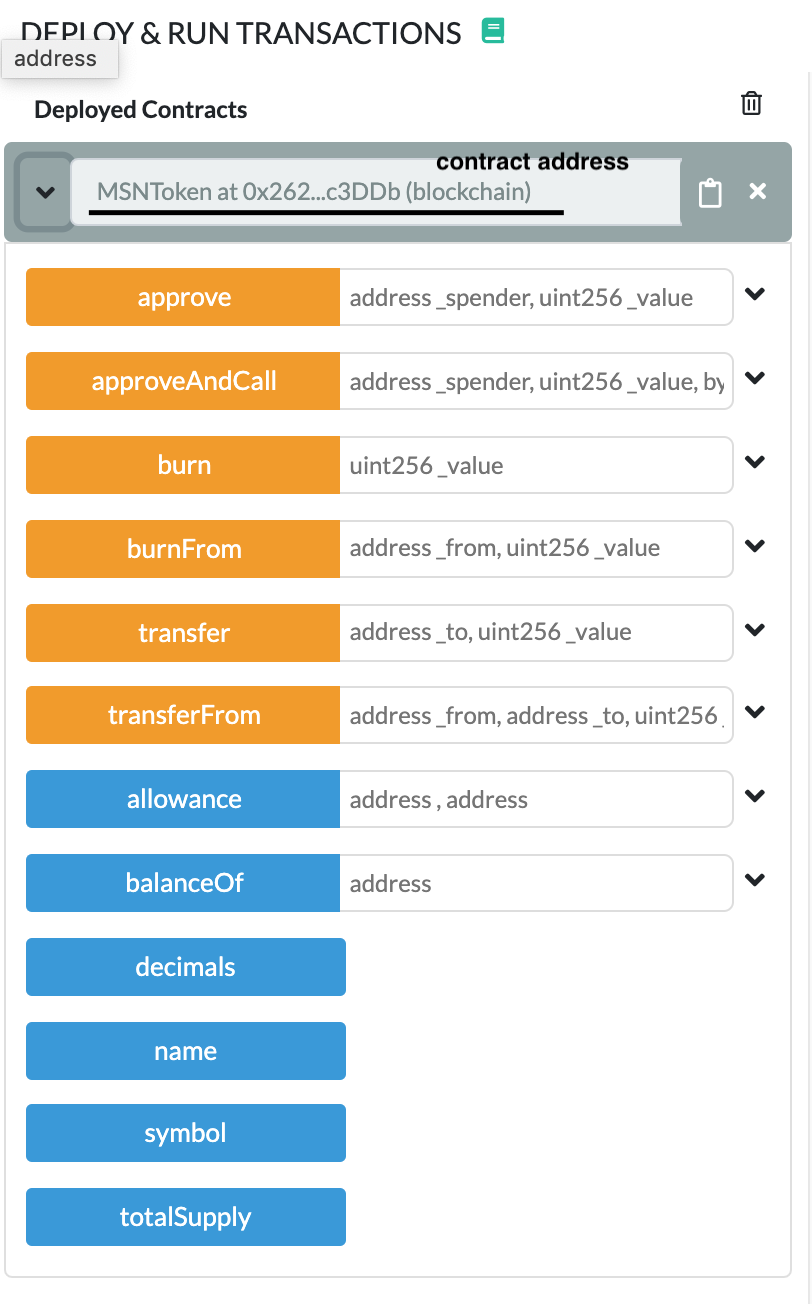 DEPLOY & RUN TRANSACTIONS
address
Deployed Contracts
contract address
MSNToken at 0x262...c3DDb (blockchain)
approve address _spender, uint256 _value
approveAndCall address _spender, uint256 _value, by
burn uint256 _value
burnFrom address _from, uint256 _value
transfer address _to, uint256 _value
transferFrom address _from, address _to, uint256 _
allowance address , address
balanceOf address
decimals
name
symbol
totalSupply